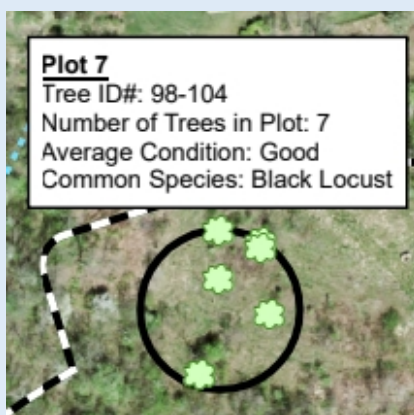 Plot 7
Tree ID#: 98-104
Number of Trees in Plot: 7
Average Condition: Good
Common Species: Black Locust